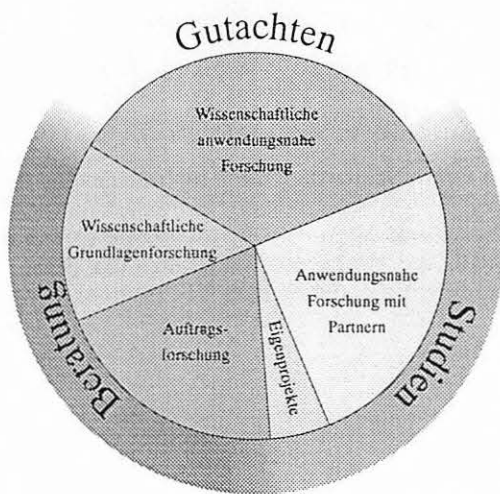 Gutachten
Wissenschaftliche
anwendungsnahe
Forschung
Wissenschaftliche
Grundlagenforschung
Anwendungsnahe
Forschung mit
Partnern
Auftrags-
forschung
Eigenprojekte
Beratung
Studien